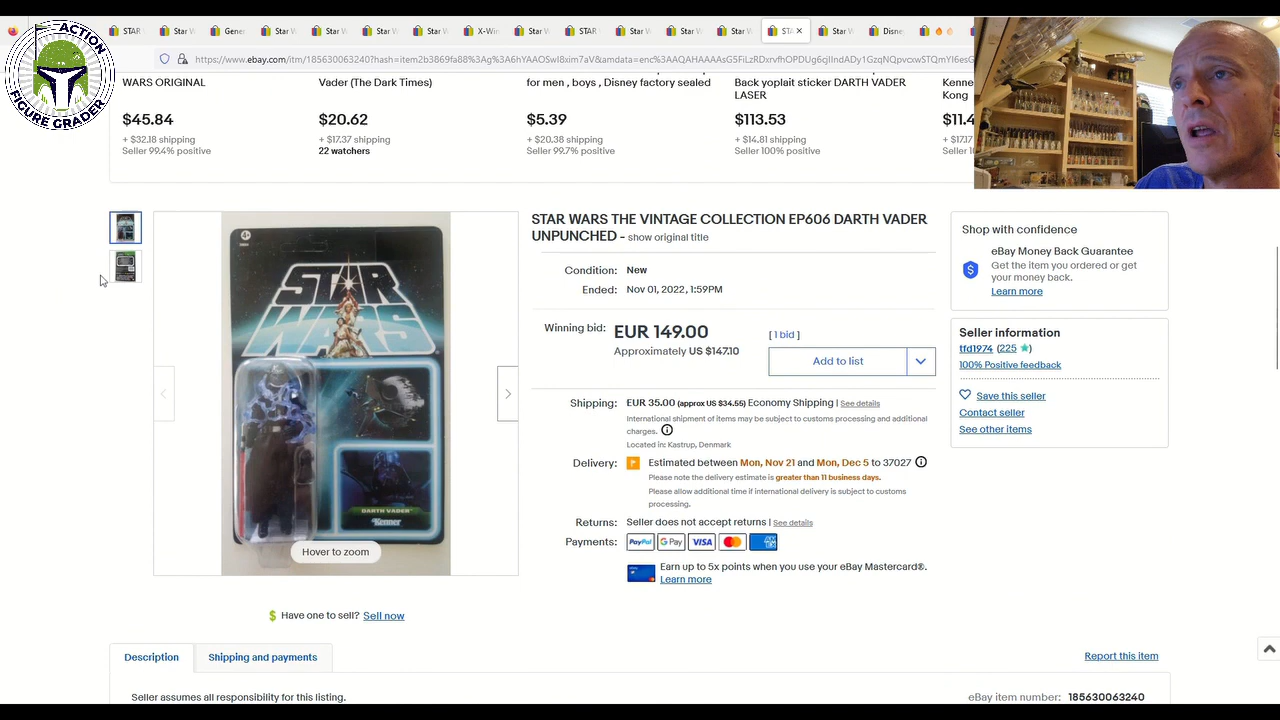 ACTION
FIGURE GRADER
STAR
Star W
Gene
Star W
Star W
Star W
Star W
X-Win
Star W
STAR
Star W
Star W
Star W
STA
Star W
Disne
WARS ORIGINAL
$45.84
+ $32.18 shipping
Seller 99.4% positive
Vader (The Dark Times)
$20.62
+ $17.37 shipping
22 watchers
for men , boys , Disney factory sealed
$5.39
+ $20.38 shipping
Seller 99.7% positive
Back yoplait sticker DARTH VADER
LASER
$113.53
+ $14.81 shipping
Seller 100% positive
Kenne
Kong
$11.4
+ $17.17
Seller 10
4+
STAR
WARS
DARTH VADER
Kenner
Hover to zoom
Have one to sell? Sell now
STAR WARS THE VINTAGE COLLECTION EP606 DARTH VADER
UNPUNCHED - show original title
Condition: New
Ended: Nov 01, 2022 , 1:59PM
Winning bid: EUR 149.00
[ 1 bid ]
Approximately US $147.10
Add to list
Shipping: EUR 35.00 (approx US $34.55) Economy Shipping | See details
International shipment of items may be subject to customs processing and additional
charges.
Located in: Kastrup, Denmark
Delivery: Estimated between Mon, Nov 21 and Mon, Dec 5 to 37027
Please note the delivery estimate is greater than 11 business days.
Please allow additional time if international delivery is subject to customs
processing.
Returns: Seller does not accept returns | See details
Payments: PayPal G Pay VISA
Earn up to 5x points when you use your eBay Mastercard®.
Learn more
Shop with confidence
eBay Money Back Guarantee
Get the item you ordered or get
your money back.
Learn more
Seller information
tfd1974 (225)
100% Positive feedback
Save this seller
Contact seller
See other items
Description
Shipping and payments
Report this item
Seller assumes all responsibility for this listing.
eBay item number: 185630063240